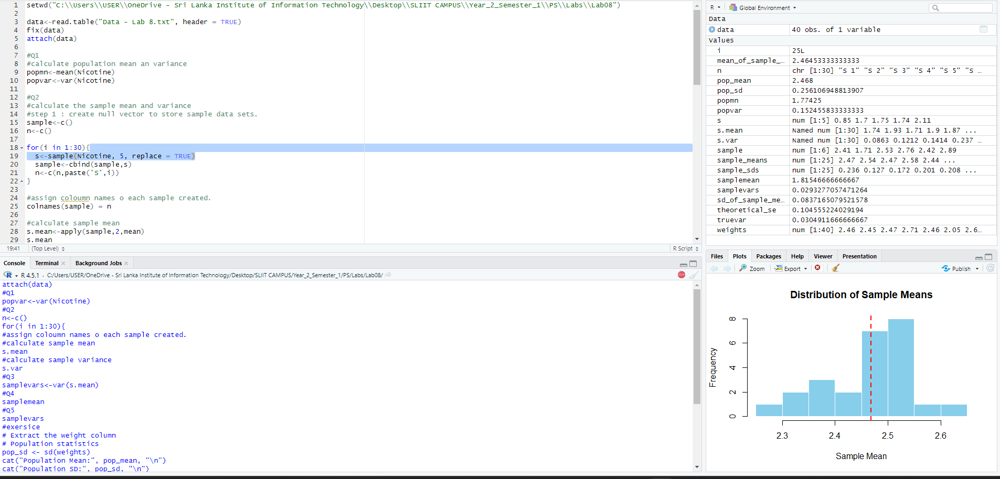 1 setwd("C:\\Users\\USER\\OneDrive - Sri Lanka Institute of Information Technology\\Desktop\\SLIIT CAMPUS\\Year_2_Semester_1\\PS\\Labs\\Lab08")
2
3 data<-read.table("Data - Lab 8.txt", header = TRUE)
4 fix(data)
5 attach(data)
6
7 #Q1
8 #calculate population mean an variance
9 popmn<-mean(Nicotine)
10 popvar<-var(Nicotine)
11
12 #Q2
13 #calculate the sample mean and variance
14 #step 1 : create null vector to store sample data sets.
15 sample<-c()
16 n<-c()
17
18 for(i in 1:30){
19 s<-sample(Nicotine, 5, replace = TRUE)
20 sample<-cbind(sample,s)
21 n<-c(n,paste('S',i))
22 }
23
24 #assign coloumn names o each sample created.
25 colnames(sample) = n
26
27 #calculate sample mean
28 s.mean<-apply(sample,2,mean)
29 s.mean
19:41 (Top Level) R Script
Console Terminal Background Jobs
R 4.5.1 · C:/Users/USER/OneDrive - Sri Lanka Institute of Information Technology/Desktop/SLIIT CAMPUS/Year_2_Semester_1/PS/Labs/Lab08/
attach(data)
#Q1
popvar<-var(Nicotine)
#Q2
n<-c()
for(i in 1:30){
#assign coloumn names o each sample created.
#calculate sample mean
s.mean
#calculate sample variance
s.var
#Q3
samplevars<-var(s.mean)
#Q4
samplemean
#Q5
samplevars
#exersice
# Extract the weight column
# Population statistics
pop_sd <- sd(weights)
cat("Population Mean:", pop_mean, "\n")
cat("Population SD:", pop_sd, "\n")
R Global Environment
Data
data 40 obs. of 1 variable
Values
i 25L
mean_of_sample_… 2.46453333333333
n chr [1:30] "S 1" "S 2" "S 3" "S 4" "S 5" "S …
pop_mean 2.468
pop_sd 0.256106948813907
popmn 1.77425
popvar 0.152455833333333
s num [1:5] 0.85 1.7 1.75 1.74 2.11
s.mean Named num [1:30] 1.74 1.93 1.71 1.9 1.87 ...
s.var Named num [1:30] 0.0863 0.1212 0.1414 0.237 …
sample num [1:6] 2.41 1.71 2.53 2.76 2.42 2.89
sample_means num [1:25] 2.47 2.54 2.47 2.58 2.44 ...
sample_sds num [1:25] 0.236 0.127 0.172 0.201 0.208 ...
samplemean 1.81546666666667
samplevars 0.0293277057471264
sd_of_sample_me… 0.0837165079521578
theoretical_se 0.104555224029194
truevar 0.0304911666666667
weights num [1:40] 2.46 2.45 2.47 2.71 2.46 2.05 2.6…
Files Plots Packages Help Viewer Presentation
Zoom Export Publish
Distribution of Sample Means
Frequency
8
6
4
2
0
2.3 2.4 2.5 2.6
Sample Mean